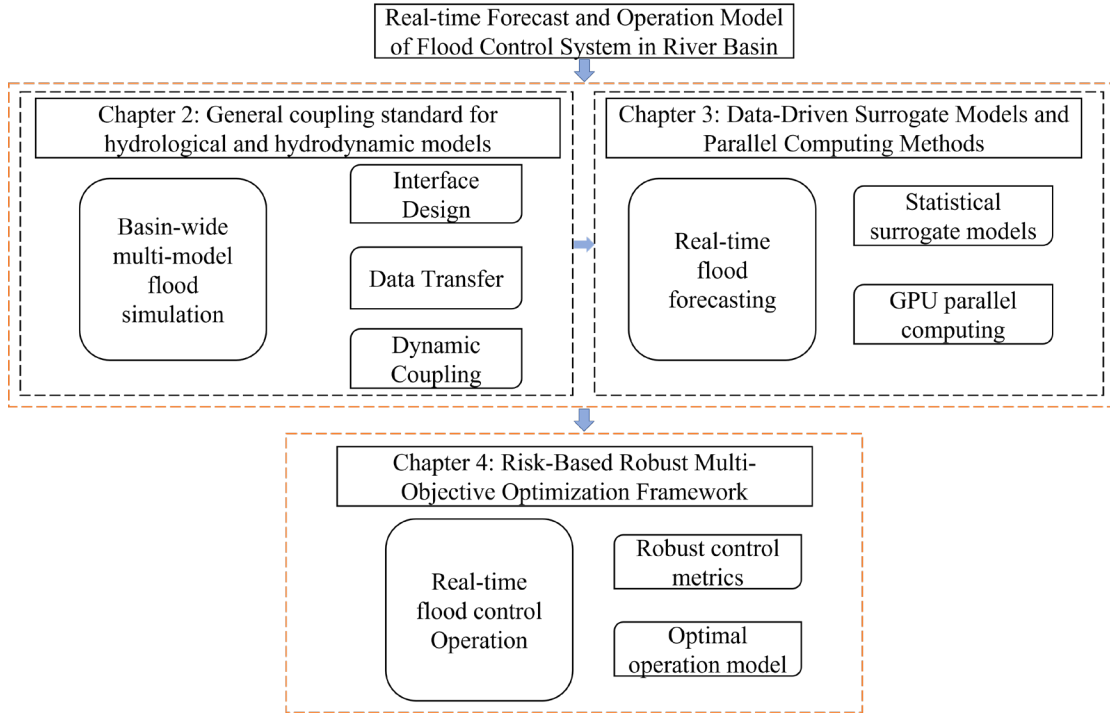 Real-time Forecast and Operation Model
of Flood Control System in River Basin
Chapter 2: General coupling standard for
hydrological and hydrodynamic models
Basin-wide
multi-model
flood
simulation
Interface
Design
Data Transfer
Dynamic
Coupling
Chapter 3: Data-Driven Surrogate Models and
Parallel Computing Methods
Real-time
flood
forecasting
Statistical
surrogate models
GPU parallel
computing
Chapter 4: Risk-Based Robust Multi-
Objective Optimization Framework
Real-time
flood control
Operation
Robust control
metrics
Optimal
operation model